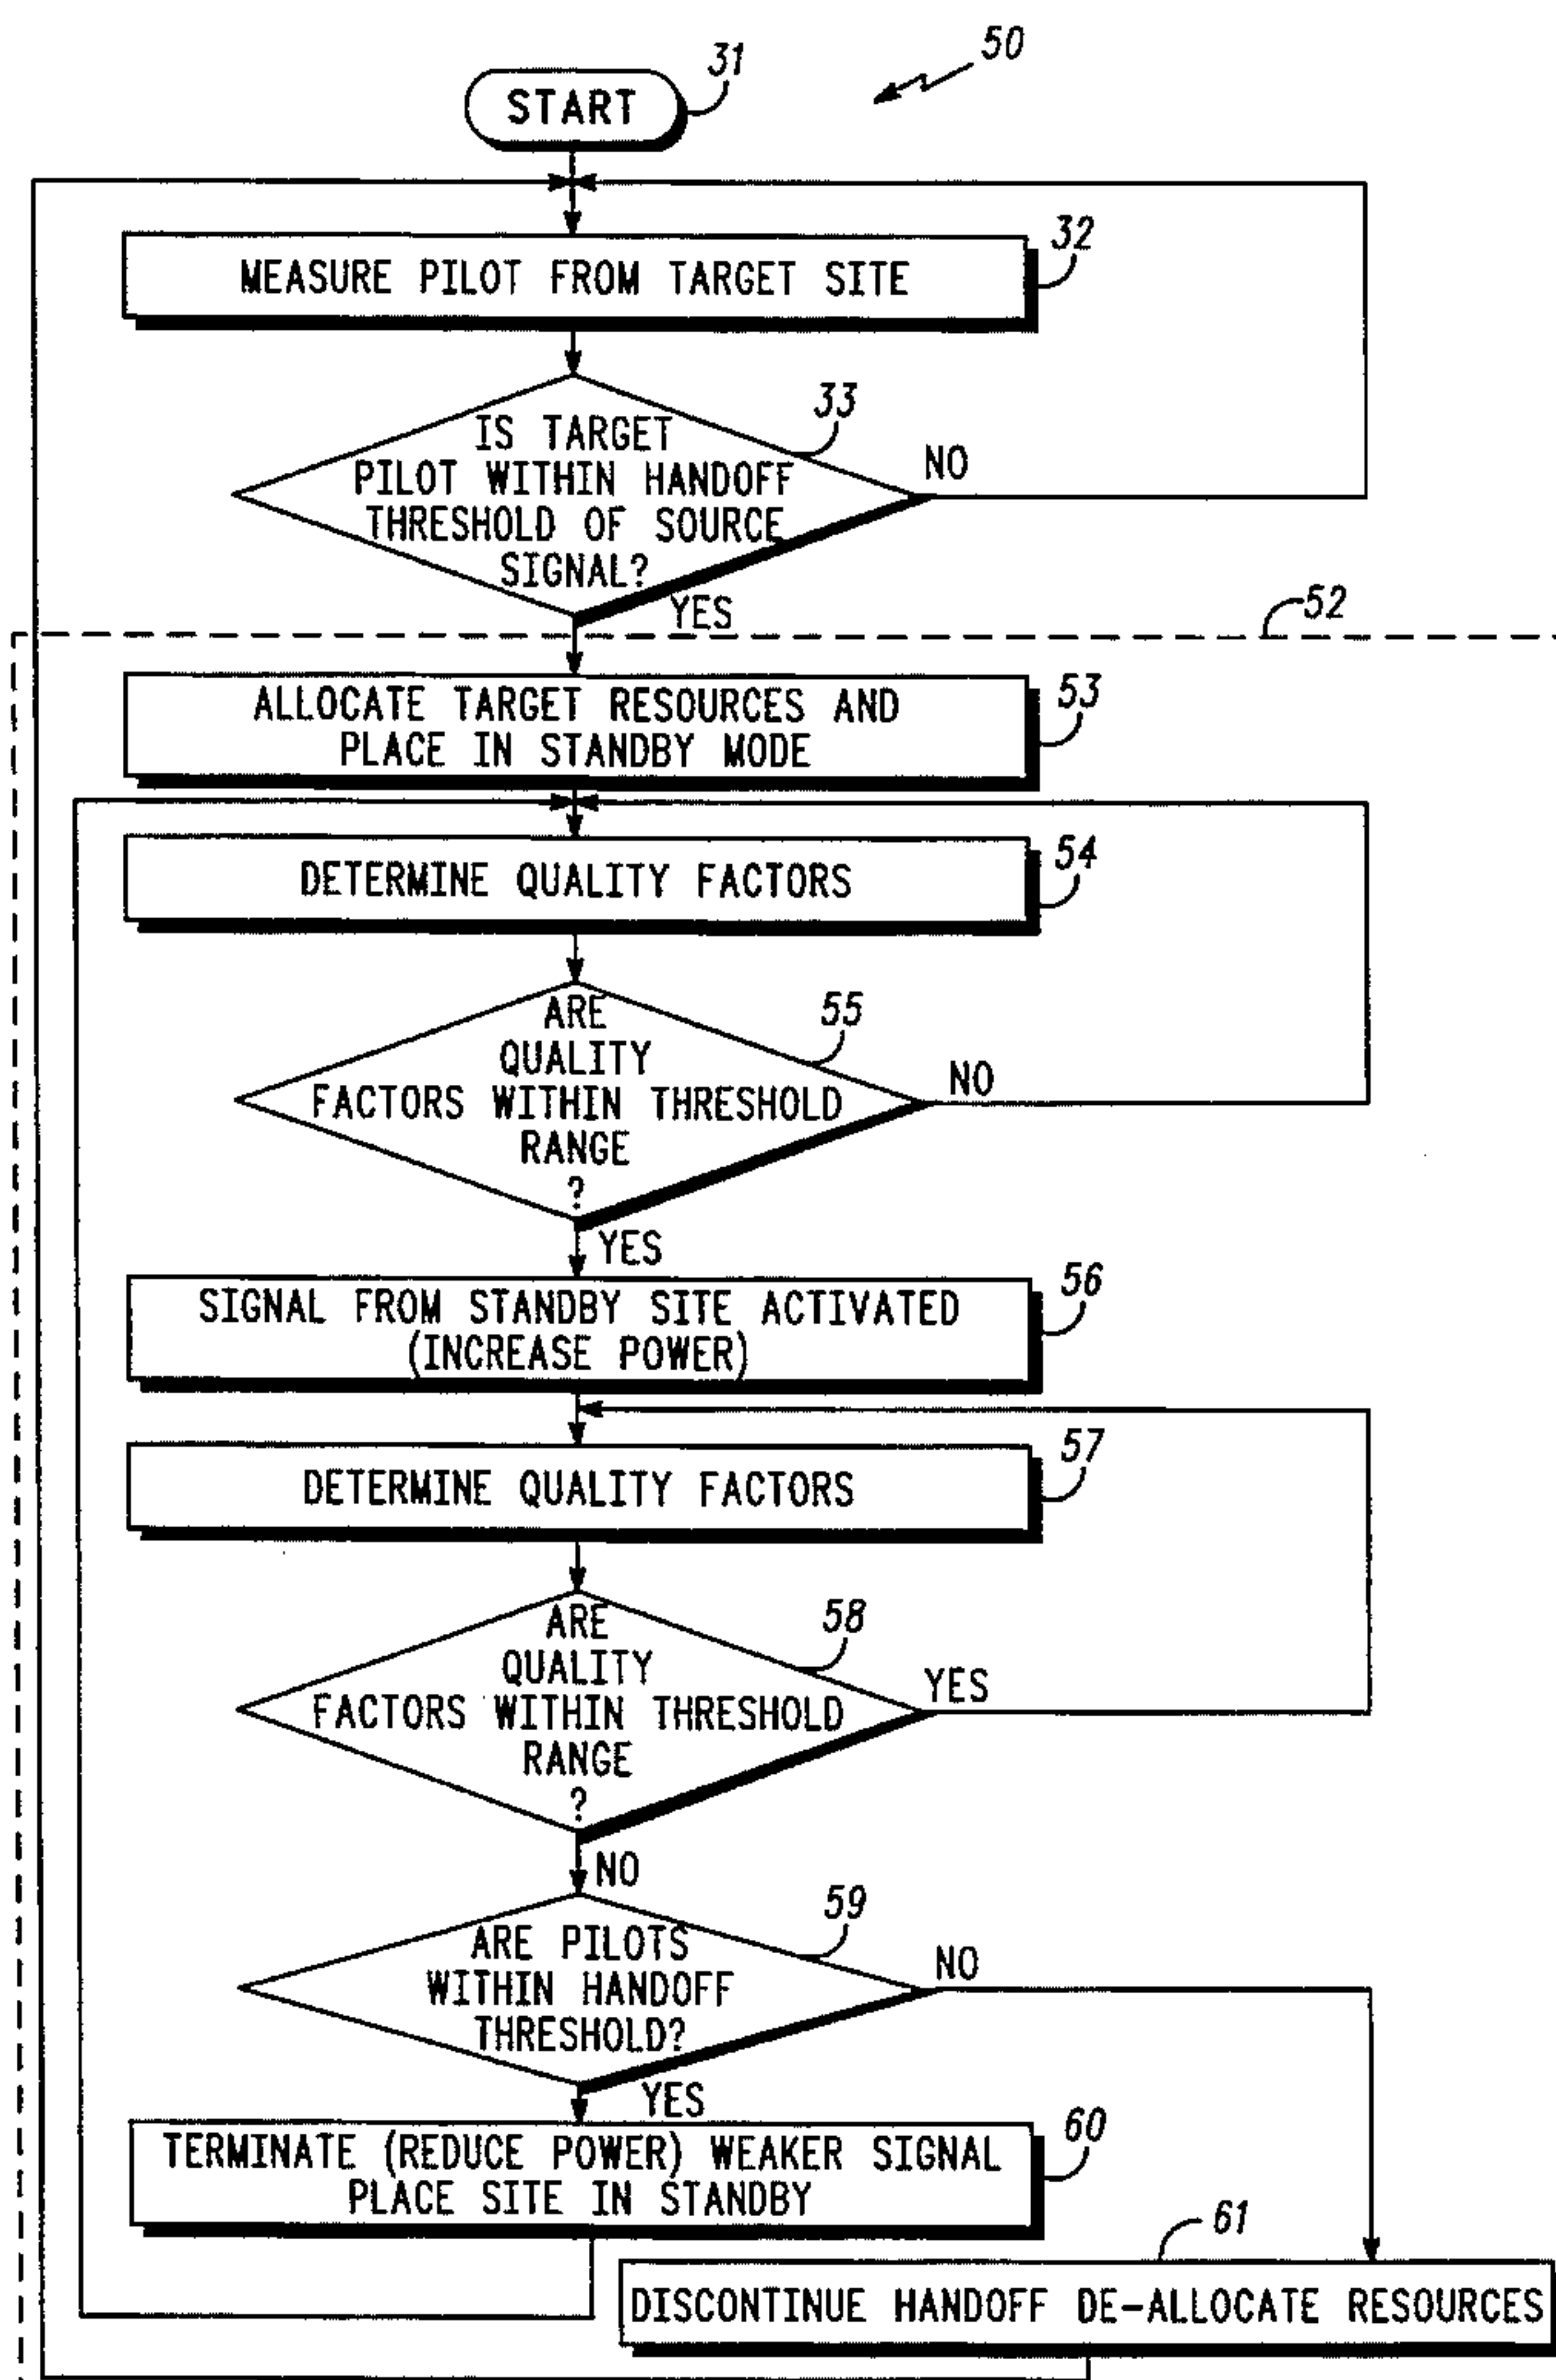 50
31
START
32
MEASURE PILOT FROM TARGET SITE
33
IS TARGET
PILOT WITHIN HANDOFF
THRESHOLD OF SOURCE
SIGNAL?
NO
YES
52
53
ALLOCATE TARGET RESOURCES AND
PLACE IN STANDBY MODE
54
DETERMINE QUALITY FACTORS
55
ARE
QUALITY
FACTORS WITHIN THRESHOLD
RANGE
?
NO
YES
56
SIGNAL FROM STANDBY SITE ACTIVATED
(INCREASE POWER)
57
DETERMINE QUALITY FACTORS
58
ARE
QUALITY
FACTORS WITHIN THRESHOLD
RANGE
?
YES
NO
59
ARE PILOTS
WITHIN HANDOFF
THRESHOLD?
NO
YES
60
TERMINATE (REDUCE POWER) WEAKER SIGNAL
PLACE SITE IN STANDBY
61
DISCONTINUE HANDOFF DE-ALLOCATE RESOURCES